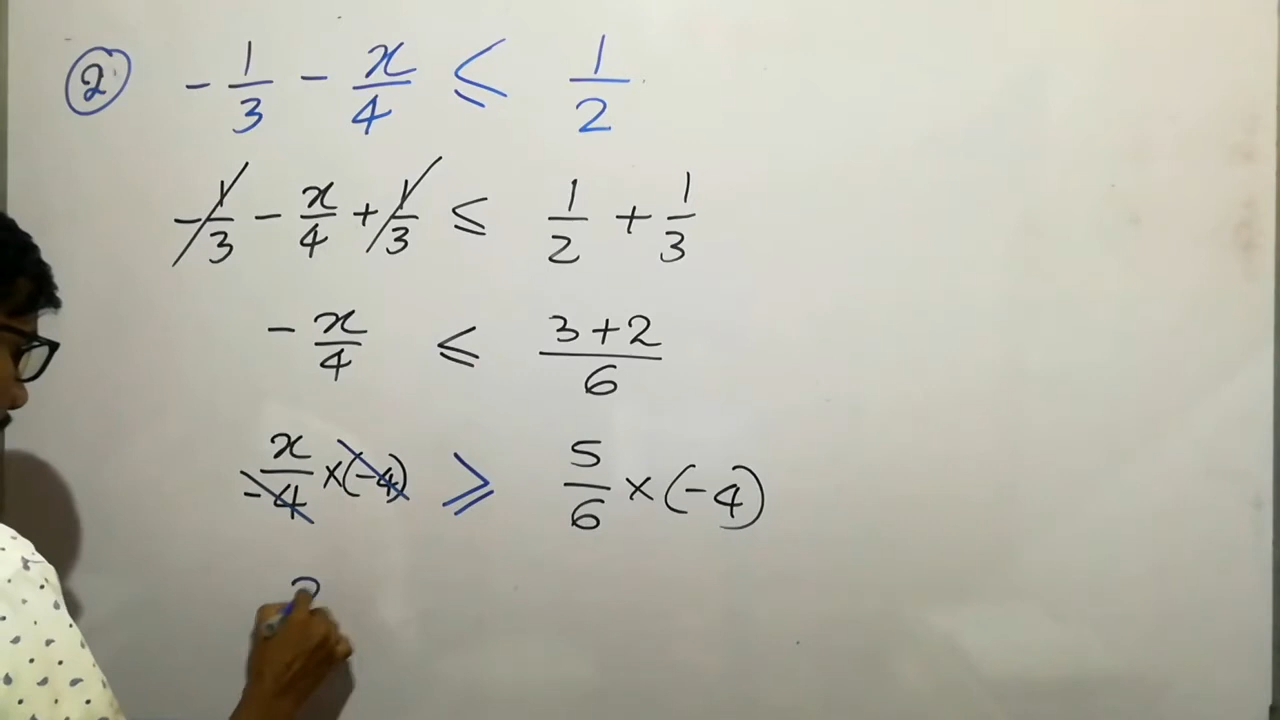 ② -1/3 - x/4 ≤ 1/2
-1/3 - x/4 + 1/3 ≤ 1/2 + 1/3
-x/4 ≤ (3+2)/6
x/-4 × (-4) ≥ 5/6 × (-4)